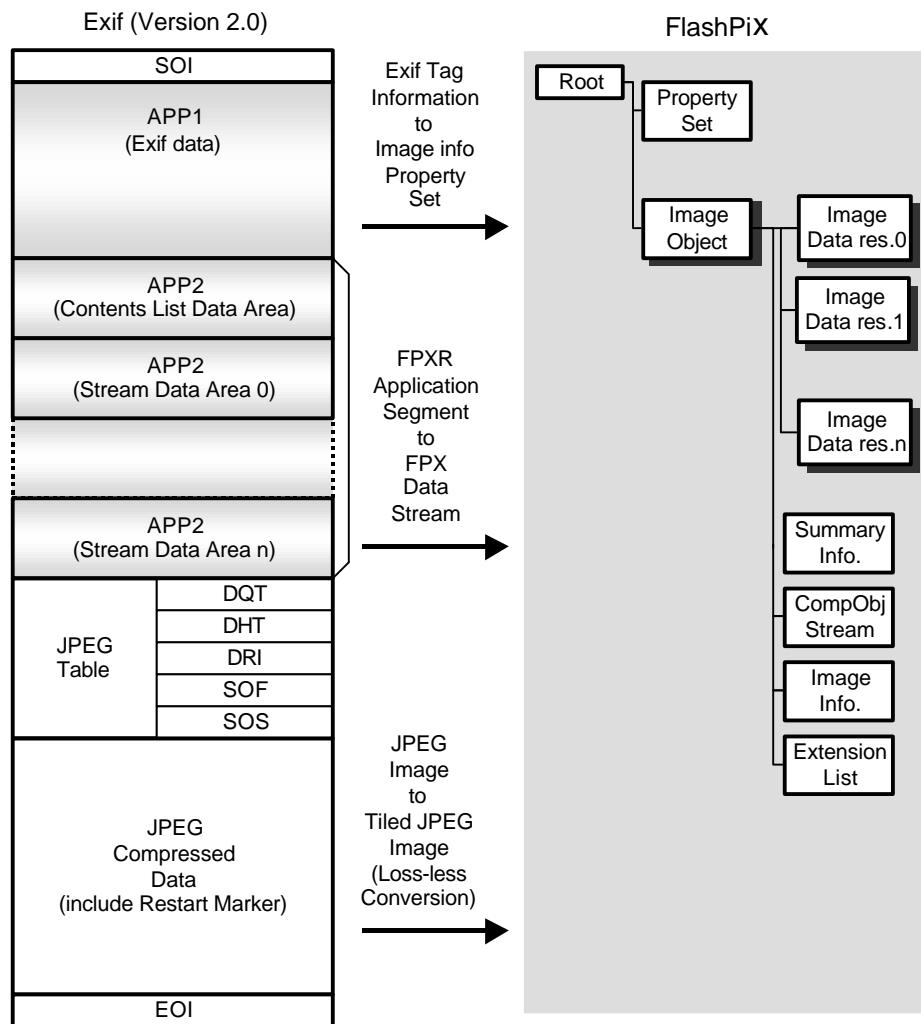 Exif (Version 2.0)
SOI
APP1
(Exif data)
APP2
(Contents List Data Area)
APP2
(Stream Data Area 0)
APP2
(Stream Data Area n)
JPEG
Table
DQT
DHT
DRI
SOF
SOS
JPEG
Compressed
Data
(include Restart Marker)
EOI
Exif Tag
Information
to
Image info
Property
Set
FPXR
Application
Segment
to
FPX
Data
Stream
JPEG
Image
to
Tiled JPEG
Image
(Loss-less
Conversion)
FlashPiX
Root
Property
Set
Image
Object
Image
Data res.0
Image
Data res.1
Image
Data res.n
Summary
Info.
CompObj
Stream
Image
Info.
Extension
List